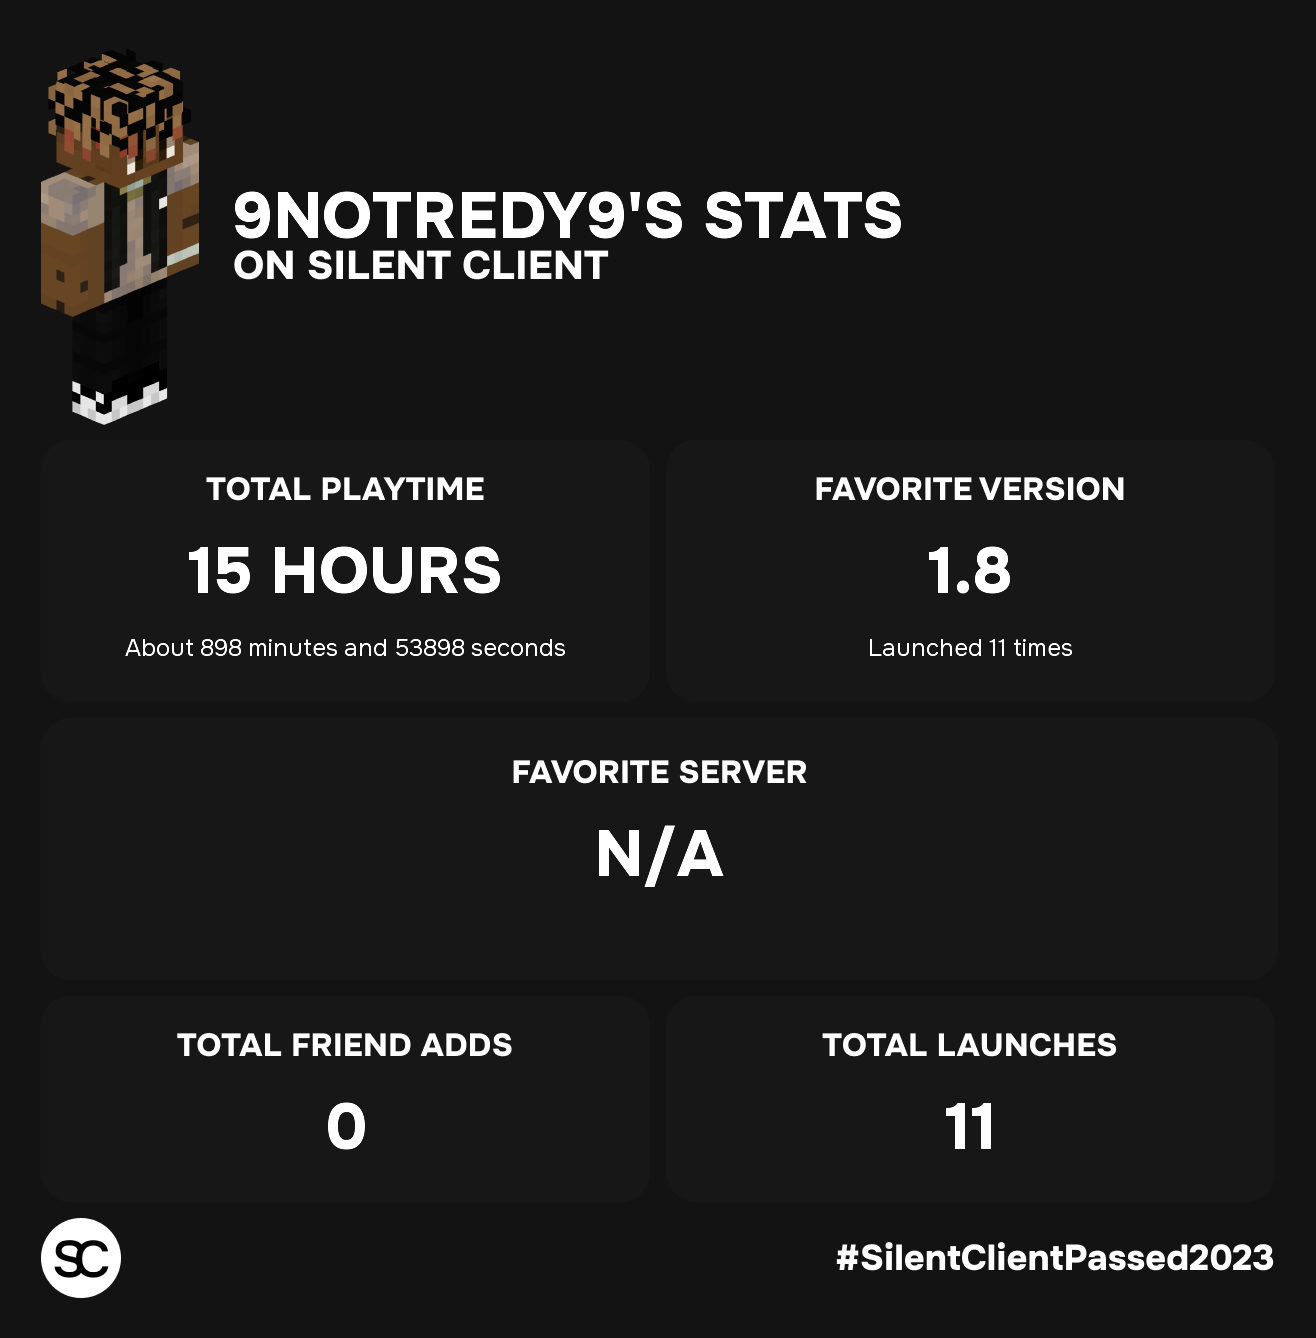 9NOTREDY9'S STATS
ON SILENT CLIENT
TOTAL PLAYTIME
15 HOURS
About 898 minutes and 53898 seconds
FAVORITE VERSION
1.8
Launched 11 times
FAVORITE SERVER
N/A
TOTAL FRIEND ADDS
0
TOTAL LAUNCHES
11
SC
#SilentClientPassed2023